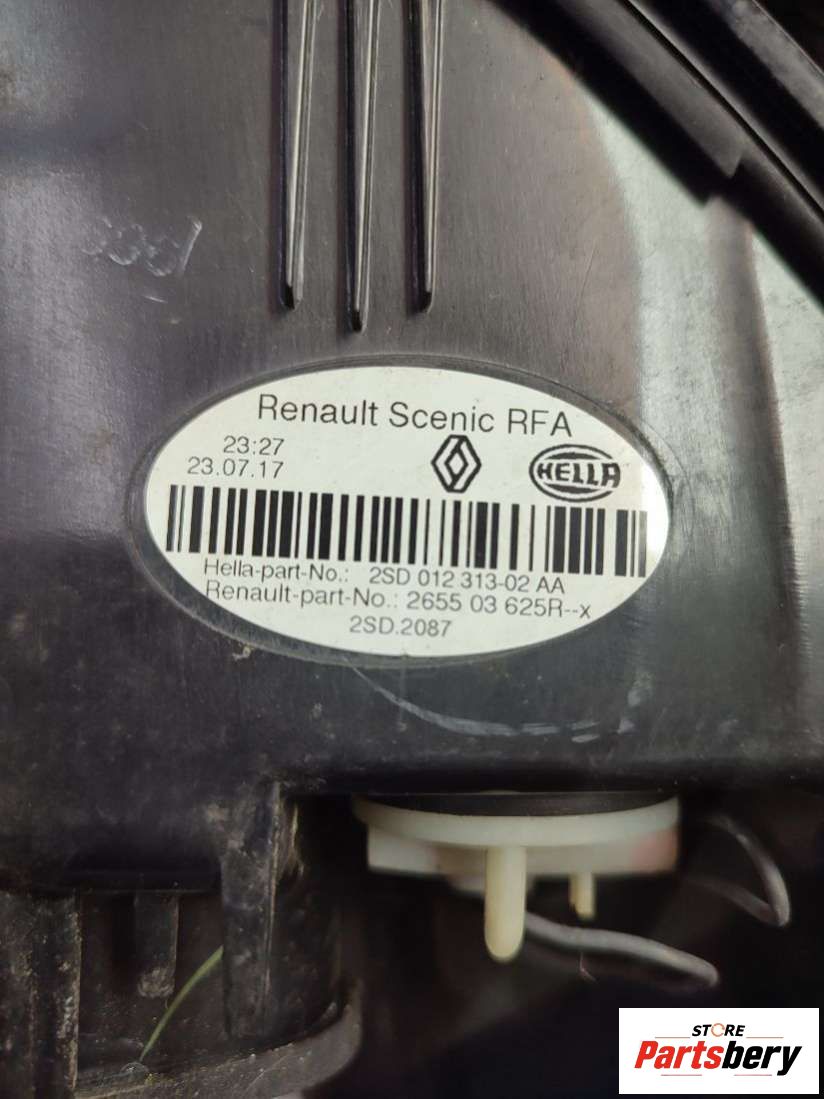 Renault Scenic RFA
23:27
23.07.17
HELLA
Hella-part-No.: 2SD 012 313-02 AA
Renault-part-No.: 2655 03 625R--x
2SD.2087
STORE
Partsbery